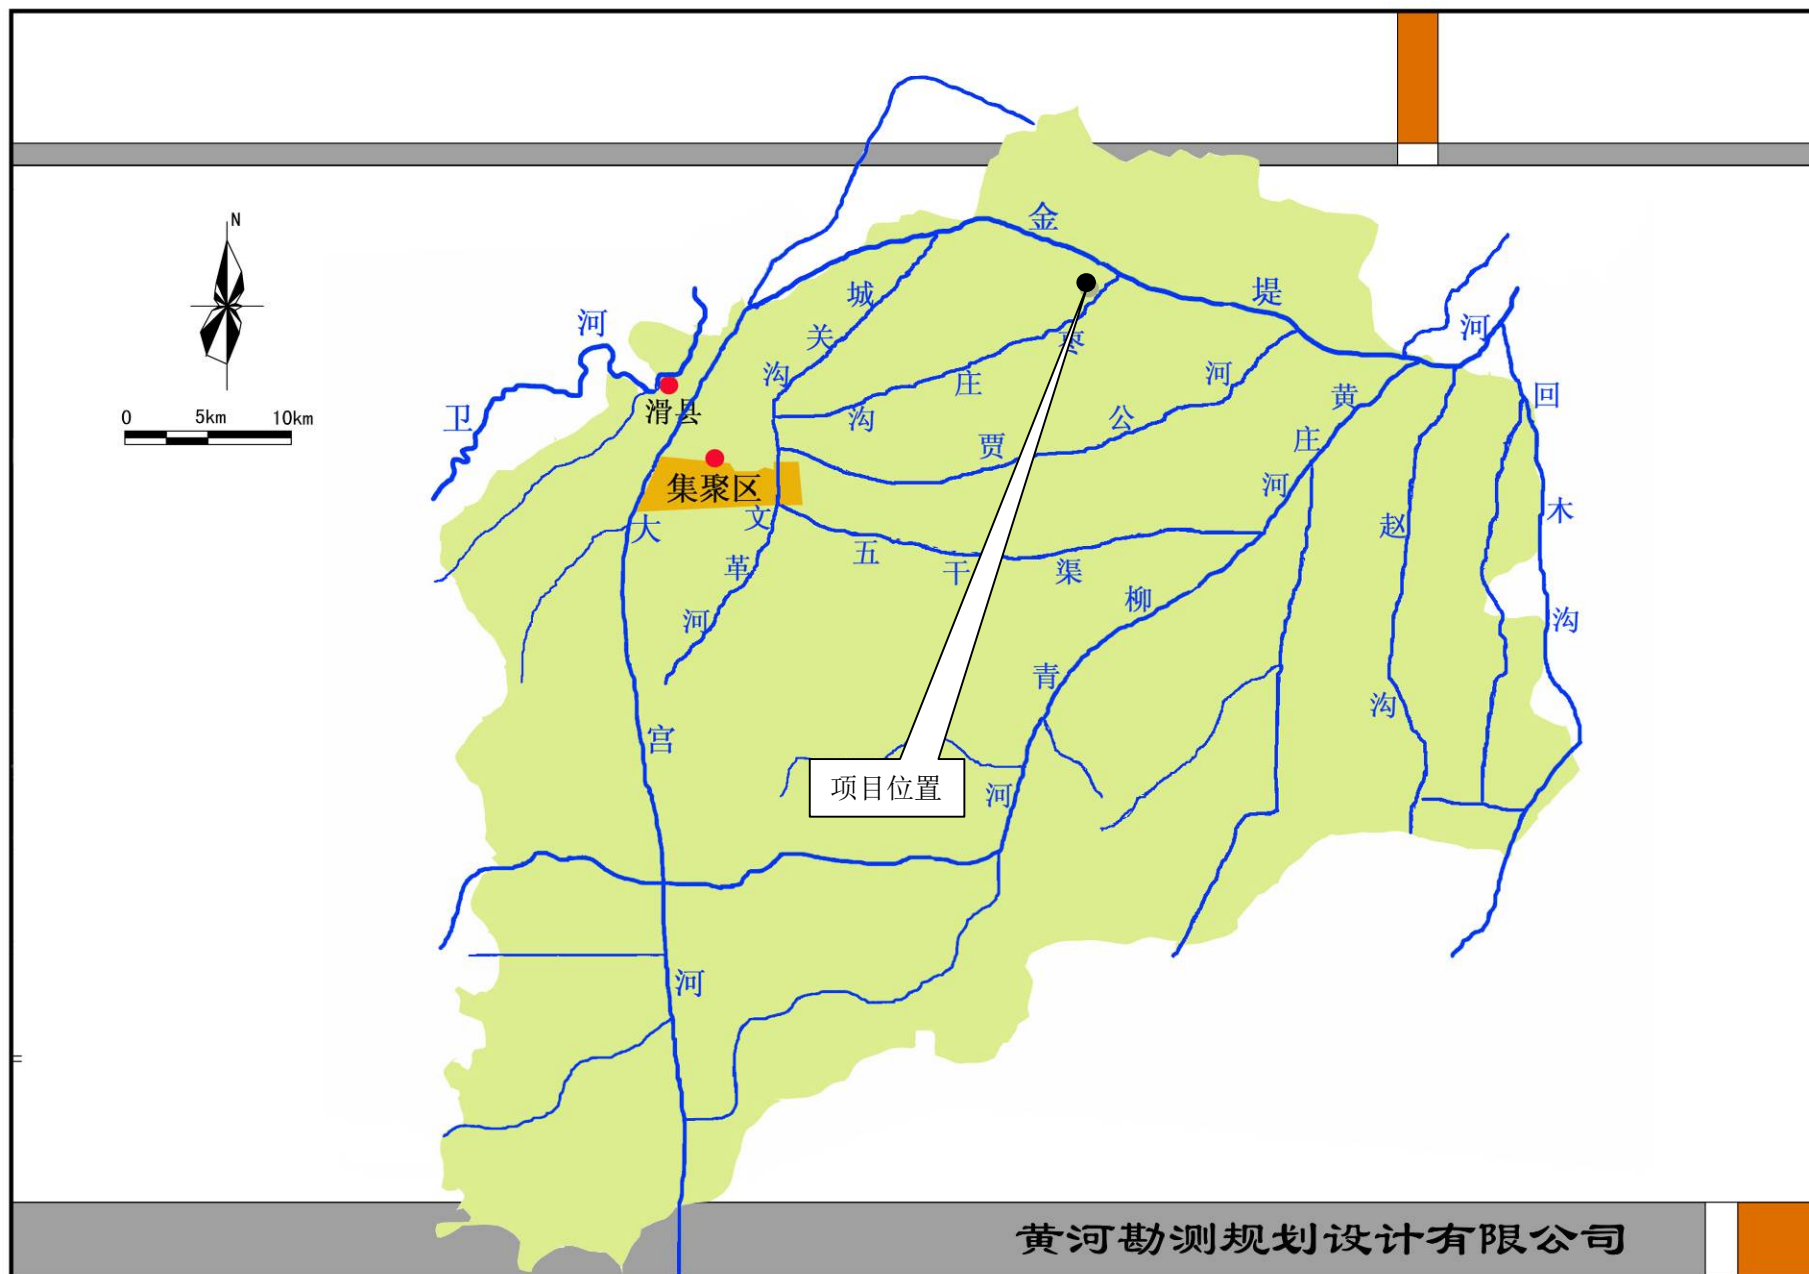 N
0 5km 10km
卫河
滑县
集聚区
金堤河
城关沟
枣庄沟
贾公河
黄庄河
回木沟
文革河
五干渠
赵沟
柳青河
大宫河
项目位置
黄河勘测规划设计有限公司